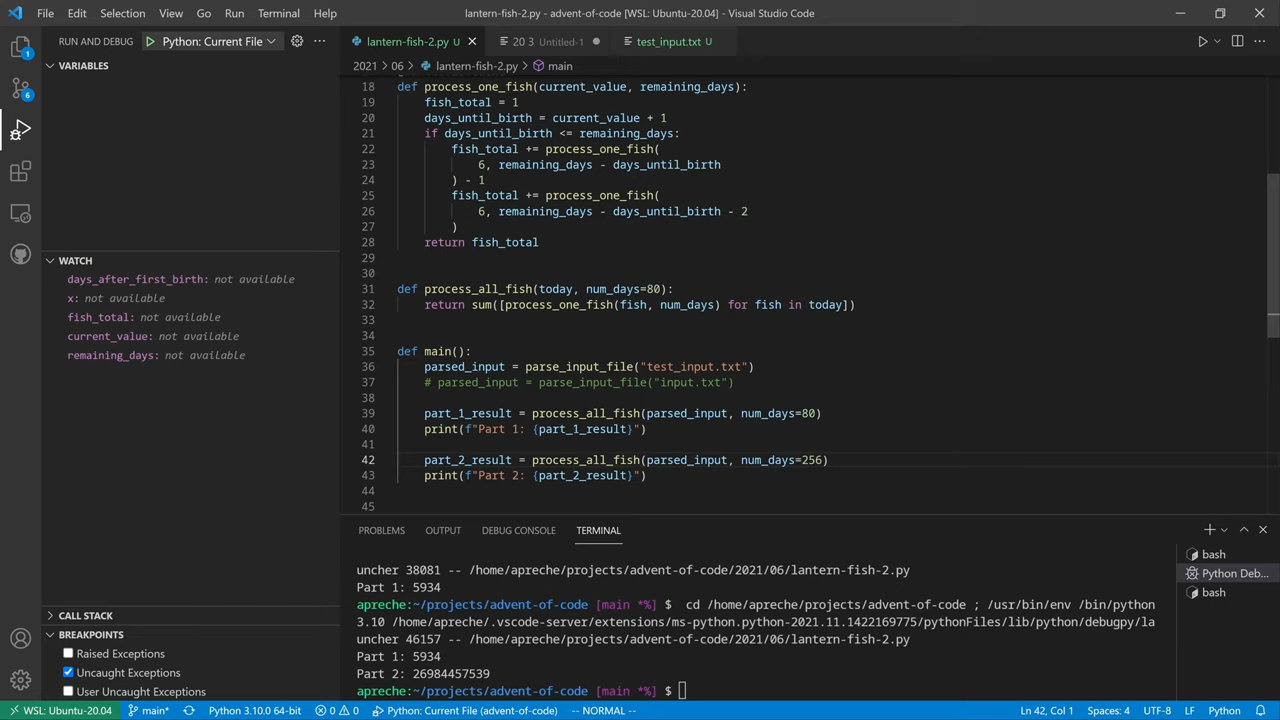 File Edit Selection View Go Run Terminal Help
lantern-fish-2.py - advent-of-code [WSL: Ubuntu-20.04] - Visual Studio Code
RUN AND DEBUG Python: Current File
lantern-fish-2.py U
20 3 Untitled-1
test_input.txt U
2021 06 lantern-fish-2.py main
VARIABLES
WATCH
days_after_first_birth: not available
x: not available
fish_total: not available
current_value: not available
remaining_days: not available
CALL STACK
BREAKPOINTS
Raised Exceptions
Uncaught Exceptions
User Uncaught Exceptions
1
6
18 def process_one_fish(current_value, remaining_days):
19 fish_total = 1
20 days_until_birth = current_value + 1
21 if days_until_birth <= remaining_days:
22 fish_total += process_one_fish(
23 6, remaining_days - days_until_birth
24 ) - 1
25 fish_total += process_one_fish(
26 6, remaining_days - days_until_birth - 2
27 )
28 return fish_total
29
30
31 def process_all_fish(today, num_days=80):
32 return sum([process_one_fish(fish, num_days) for fish in today])
33
34
35 def main():
36 parsed_input = parse_input_file("test_input.txt")
37 # parsed_input = parse_input_file("input.txt")
38
39 part_1_result = process_all_fish(parsed_input, num_days=80)
40 print(f"Part 1: {part_1_result}")
41
42 part_2_result = process_all_fish(parsed_input, num_days=256)
43 print(f"Part 2: {part_2_result}")
44
45
PROBLEMS OUTPUT DEBUG CONSOLE TERMINAL
uncher 38081 -- /home/apreche/projects/advent-of-code/2021/06/lantern-fish-2.py
Part 1: 5934
apreche:~/projects/advent-of-code [main *%] $ cd /home/apreche/projects/advent-of-code ; /usr/bin/env /bin/python
3.10 /home/apreche/.vscode-server/extensions/ms-python.python-2021.11.1422169775/pythonFiles/lib/python/debugpy/la
uncher 46157 -- /home/apreche/projects/advent-of-code/2021/06/lantern-fish-2.py
Part 1: 5934
Part 2: 26984457539
apreche:~/projects/advent-of-code [main *%] $
bash
Python Deb...
bash
WSL: Ubuntu-20.04 main* Python 3.10.0 64-bit 0 0 Python: Current File (advent-of-code) -- NORMAL -- Ln 42, Col 1 Spaces: 4 UTF-8 LF Python